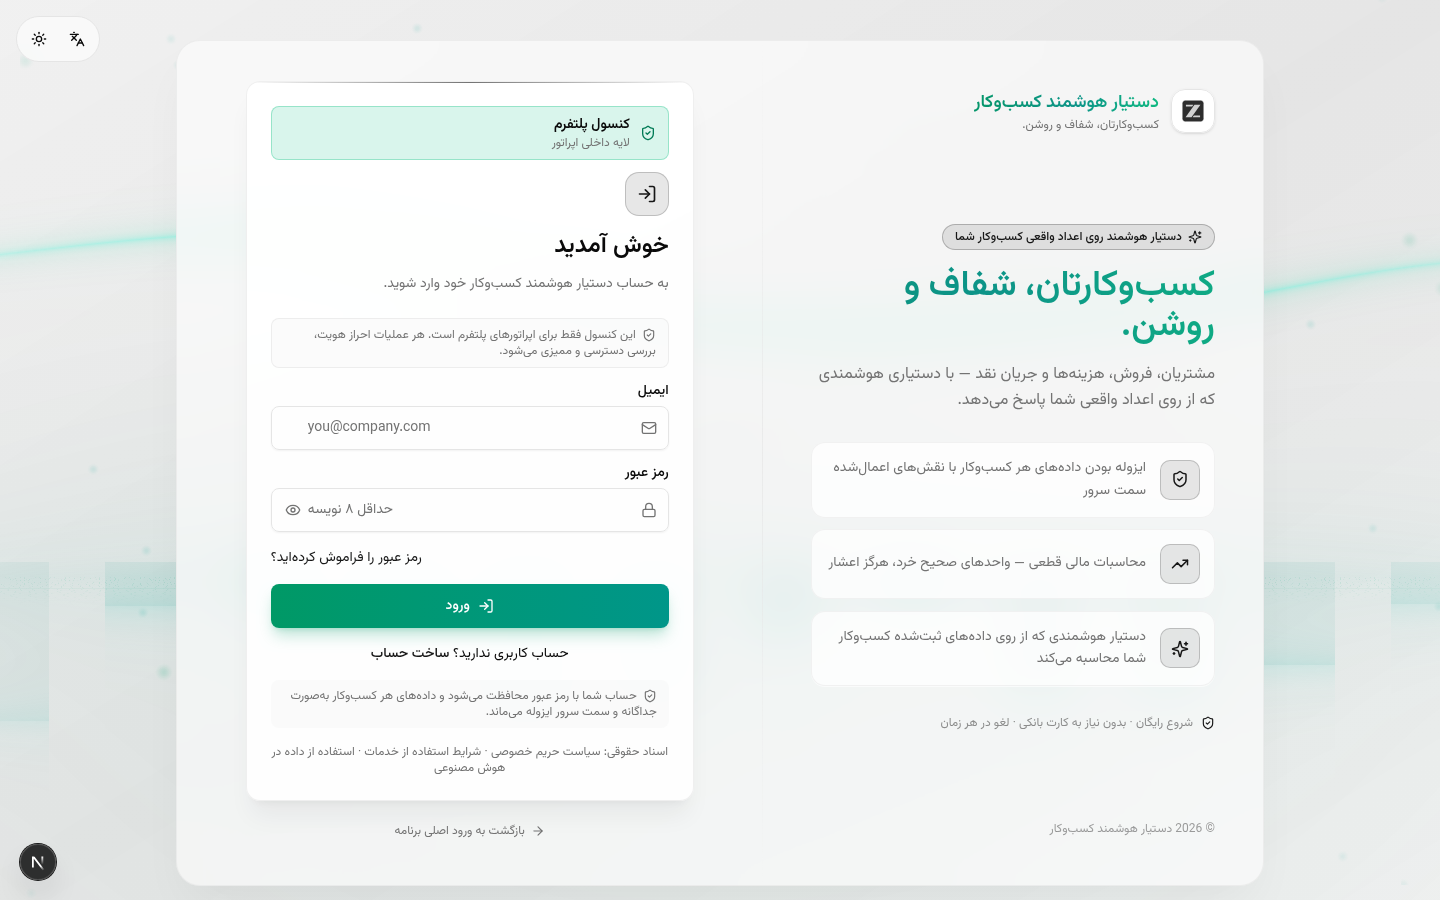 دستیار هوشمند کسب‌وکار
کسب‌وکارتان، شفاف و روشن.
دستیار هوشمند روی اعداد واقعی کسب‌وکار شما
کسب‌وکارتان، شفاف و
روشن.
مشتریان، فروش، هزینه‌ها و جریان نقد — با دستیاری هوشمندی
که از روی اعداد واقعی شما پاسخ می‌دهد.
ایزوله بودن داده‌های هر کسب‌وکار با نقش‌های اعمال‌شده
سمت سرور
محاسبات مالی قطعی — واحدهای صحیح خرد، هرگز اعشار
دستیار هوشمندی که از روی داده‌های ثبت‌شده کسب‌وکار
شما محاسبه می‌کند
شروع رایگان · بدون نیاز به کارت بانکی · لغو در هر زمان
© 2026 دستیار هوشمند کسب‌وکار
کنسول پلتفرم
لایه داخلی اپراتور
خوش آمدید
به حساب دستیار هوشمند کسب‌وکار خود وارد شوید.
این کنسول فقط برای اپراتورهای پلتفرم است. هر عملیات احراز هویت،
بررسی دسترسی و ممیزی می‌شود.
ایمیل
you@company.com
رمز عبور
حداقل ۸ نویسه
رمز عبور را فراموش کرده‌اید؟
ورود
حساب کاربری ندارید؟ ساخت حساب
حساب شما با رمز عبور محافظت می‌شود و داده‌های هر کسب‌وکار به‌صورت
جداگانه و سمت سرور ایزوله می‌ماند.
اسناد حقوقی: سیاست حریم خصوصی · شرایط استفاده از خدمات · استفاده از داده در
هوش مصنوعی
بازگشت به ورود اصلی برنامه